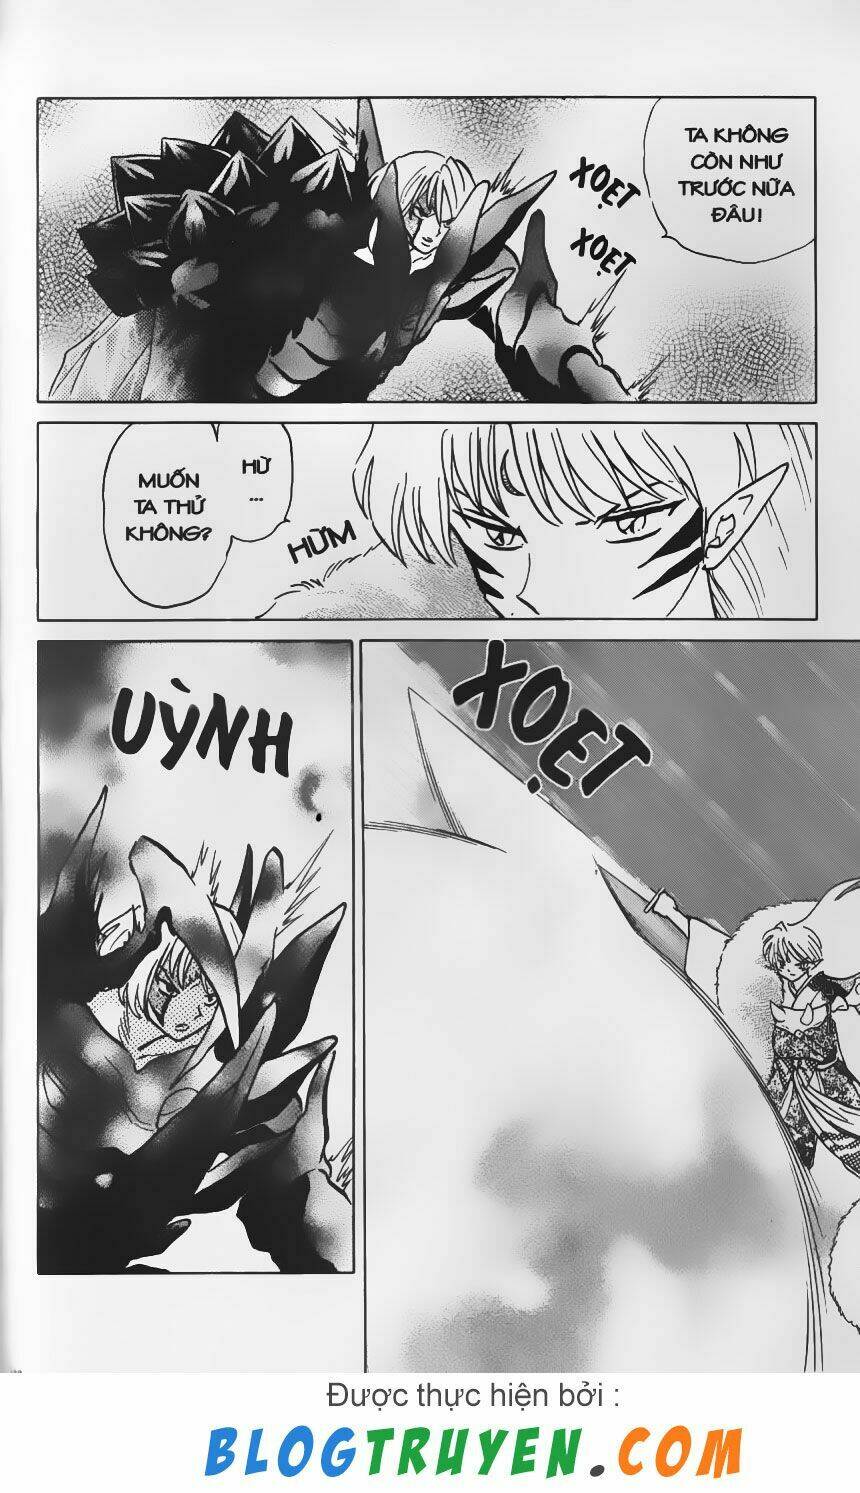 TA KHÔNG
CÒN NHƯ
TRƯỚC NỮA
ĐÂU!
XOẸT
XOẸT
HỪ
...
MUỐN
TA THỬ
KHÔNG?
HỪM
UỲNH
XOẸT
Được thực hiện bởi :
BLOGTRUYEN.COM